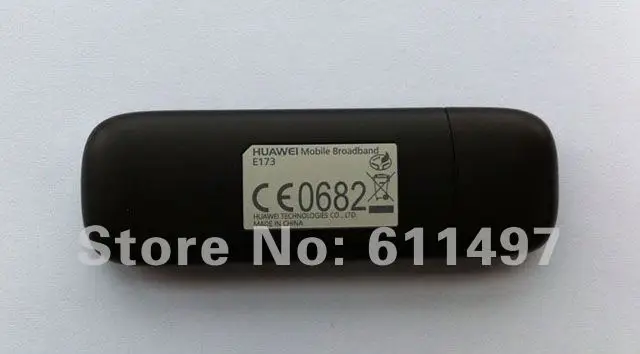 HUAWEI Mobile Broadband
E173
CE0682
HUAWEI TECHNOLOGIES CO., LTD.
MADE IN CHINA
Store No: 611497